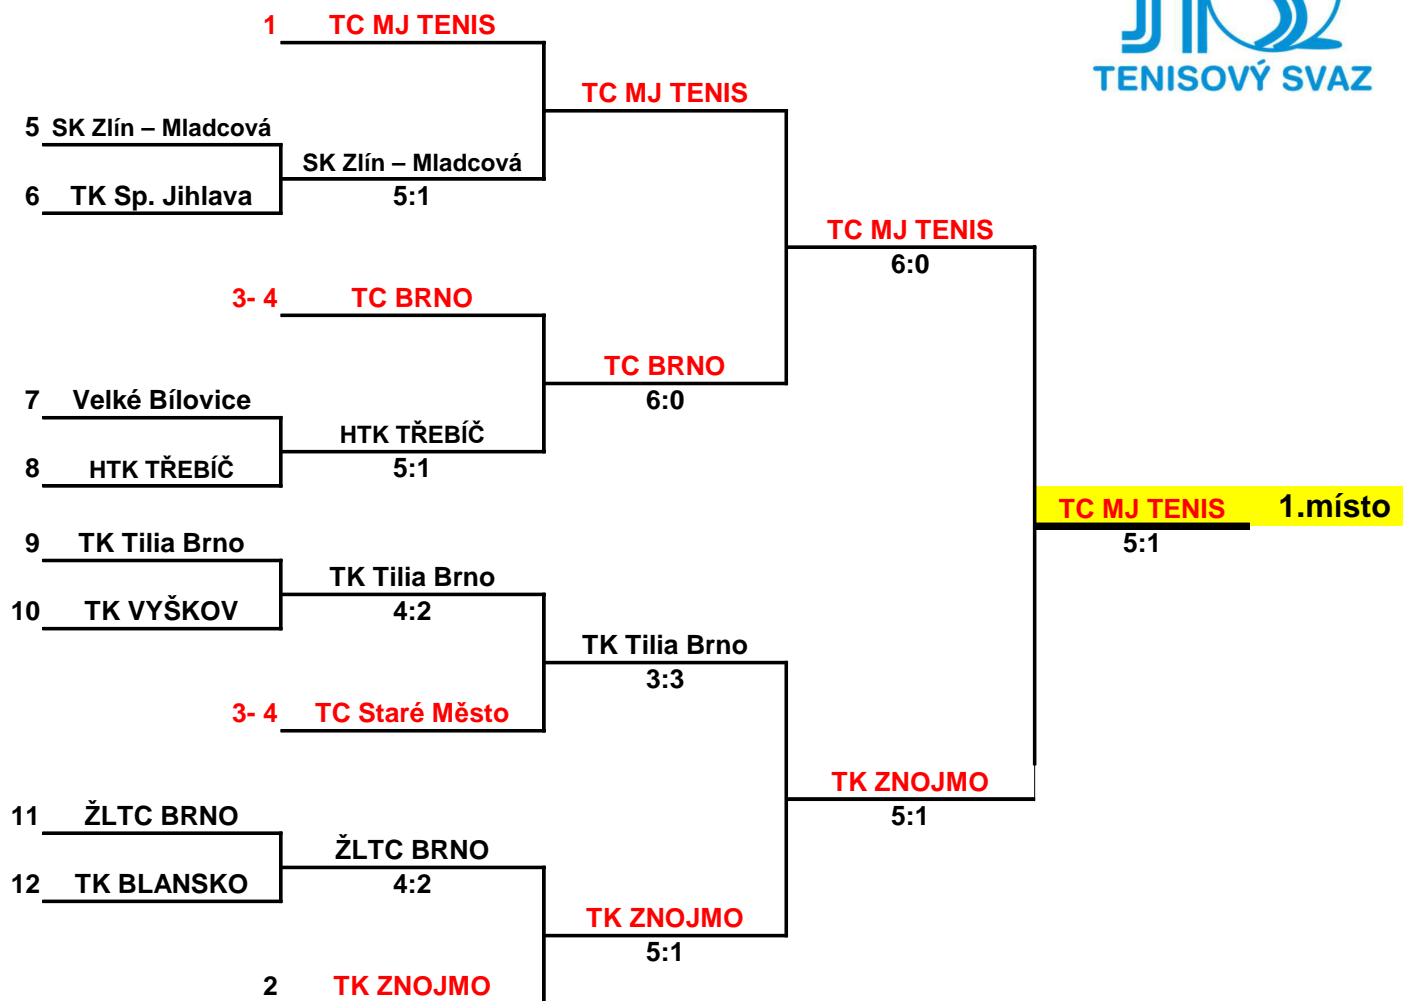 1 TC MJ TENIS
TENISOVÝ SVAZ
TC MJ TENIS
5 SK Zlín – Mladcová
SK Zlín – Mladcová
6 TK Sp. Jihlava
5:1
TC MJ TENIS
6:0
3- 4 TC BRNO
TC BRNO
6:0
7 Velké Bílovice
HTK TŘEBÍČ
8 HTK TŘEBÍČ
5:1
TC MJ TENIS 1.místo
5:1
9 TK Tilia Brno
TK Tilia Brno
10 TK VYŠKOV
4:2
TK Tilia Brno
3:3
3- 4 TC Staré Město
TK ZNOJMO
5:1
11 ŽLTC BRNO
ŽLTC BRNO
12 TK BLANSKO
4:2
TK ZNOJMO
5:1
2 TK ZNOJMO